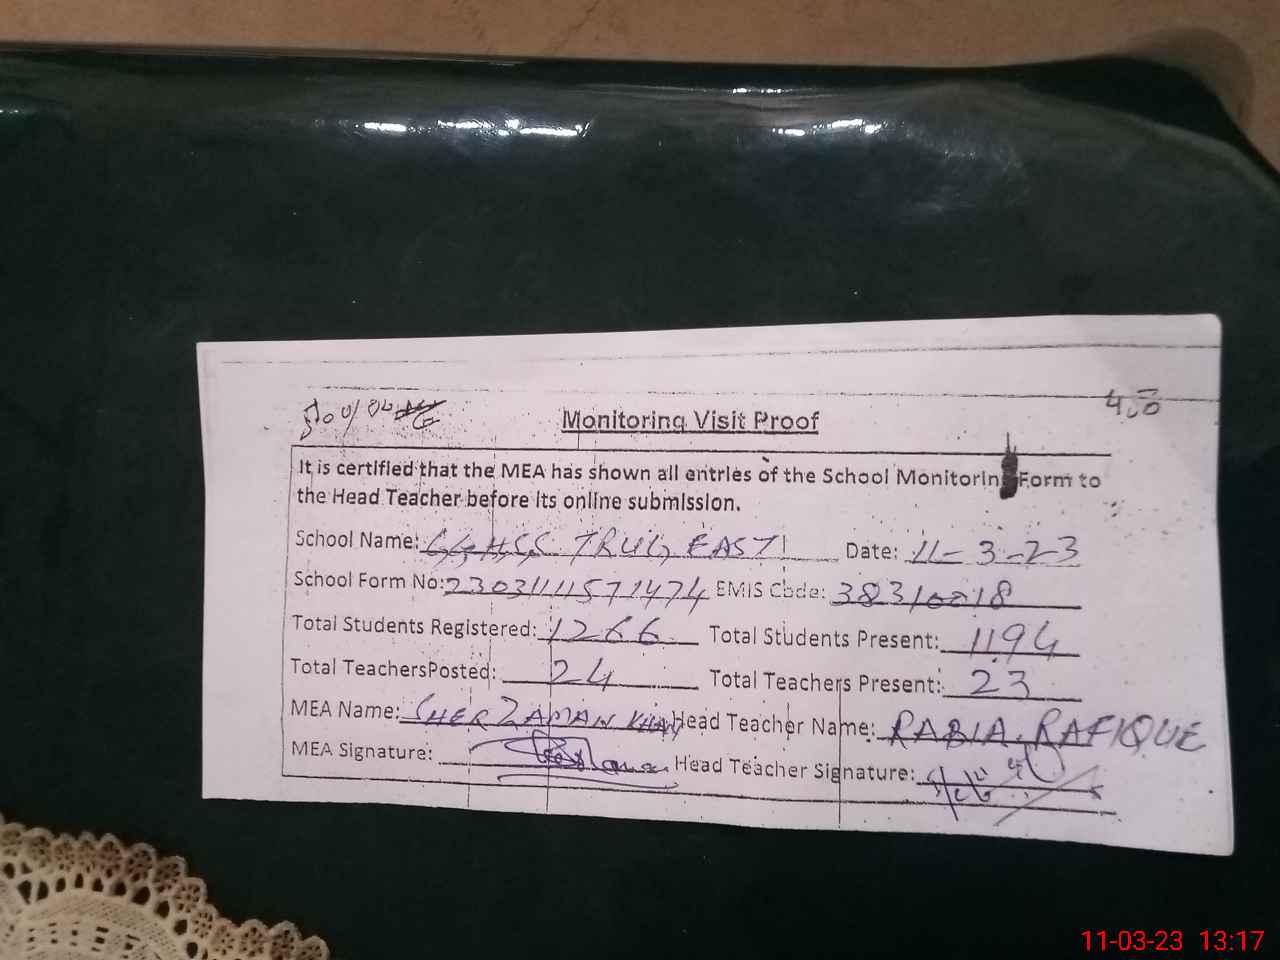 4,50
Monitoring Visit Proof
It is certified that the MEA has shown all entries of the School Monitorin Form to
the Head Teacher before its online submission.
School Name: GGHSS TRUG EAST Date: 11-3-23
School Form No: 23031111571474 EMIS Code: 38310018
Total Students Registered: 1266 Total Students Present: 1194
Total TeachersPosted: 24 Total Teachers Present: 23
MEA Name: SHER ZAMAN KHAN Head Teacher Name: RABIA RAFIQUE
MEA Signature: Head Teacher Signature:
11-03-23 13:17